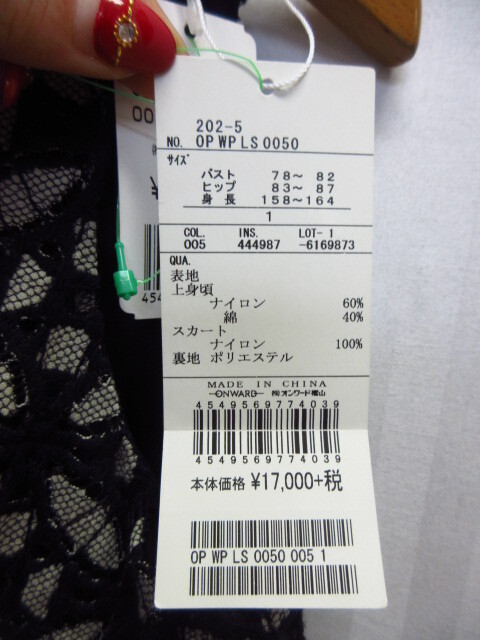 202-5
NO. OP WP LS 0050
サイズ
バスト 78～ 82
ヒップ 83～ 87
身 長 158～164
1
COL. INS. LOT- 1
005 444987 -6169873
QUA.
表地
上身頃
ナイロン 60%
綿 40%
スカート
ナイロン 100%
裏地 ポリエステル
MADE IN CHINA
ONWARD ㈱オンワード樫山
4549569774039
4549569774039
本体価格 ¥17,000+税
OP WP LS 0050 005 1
00
454